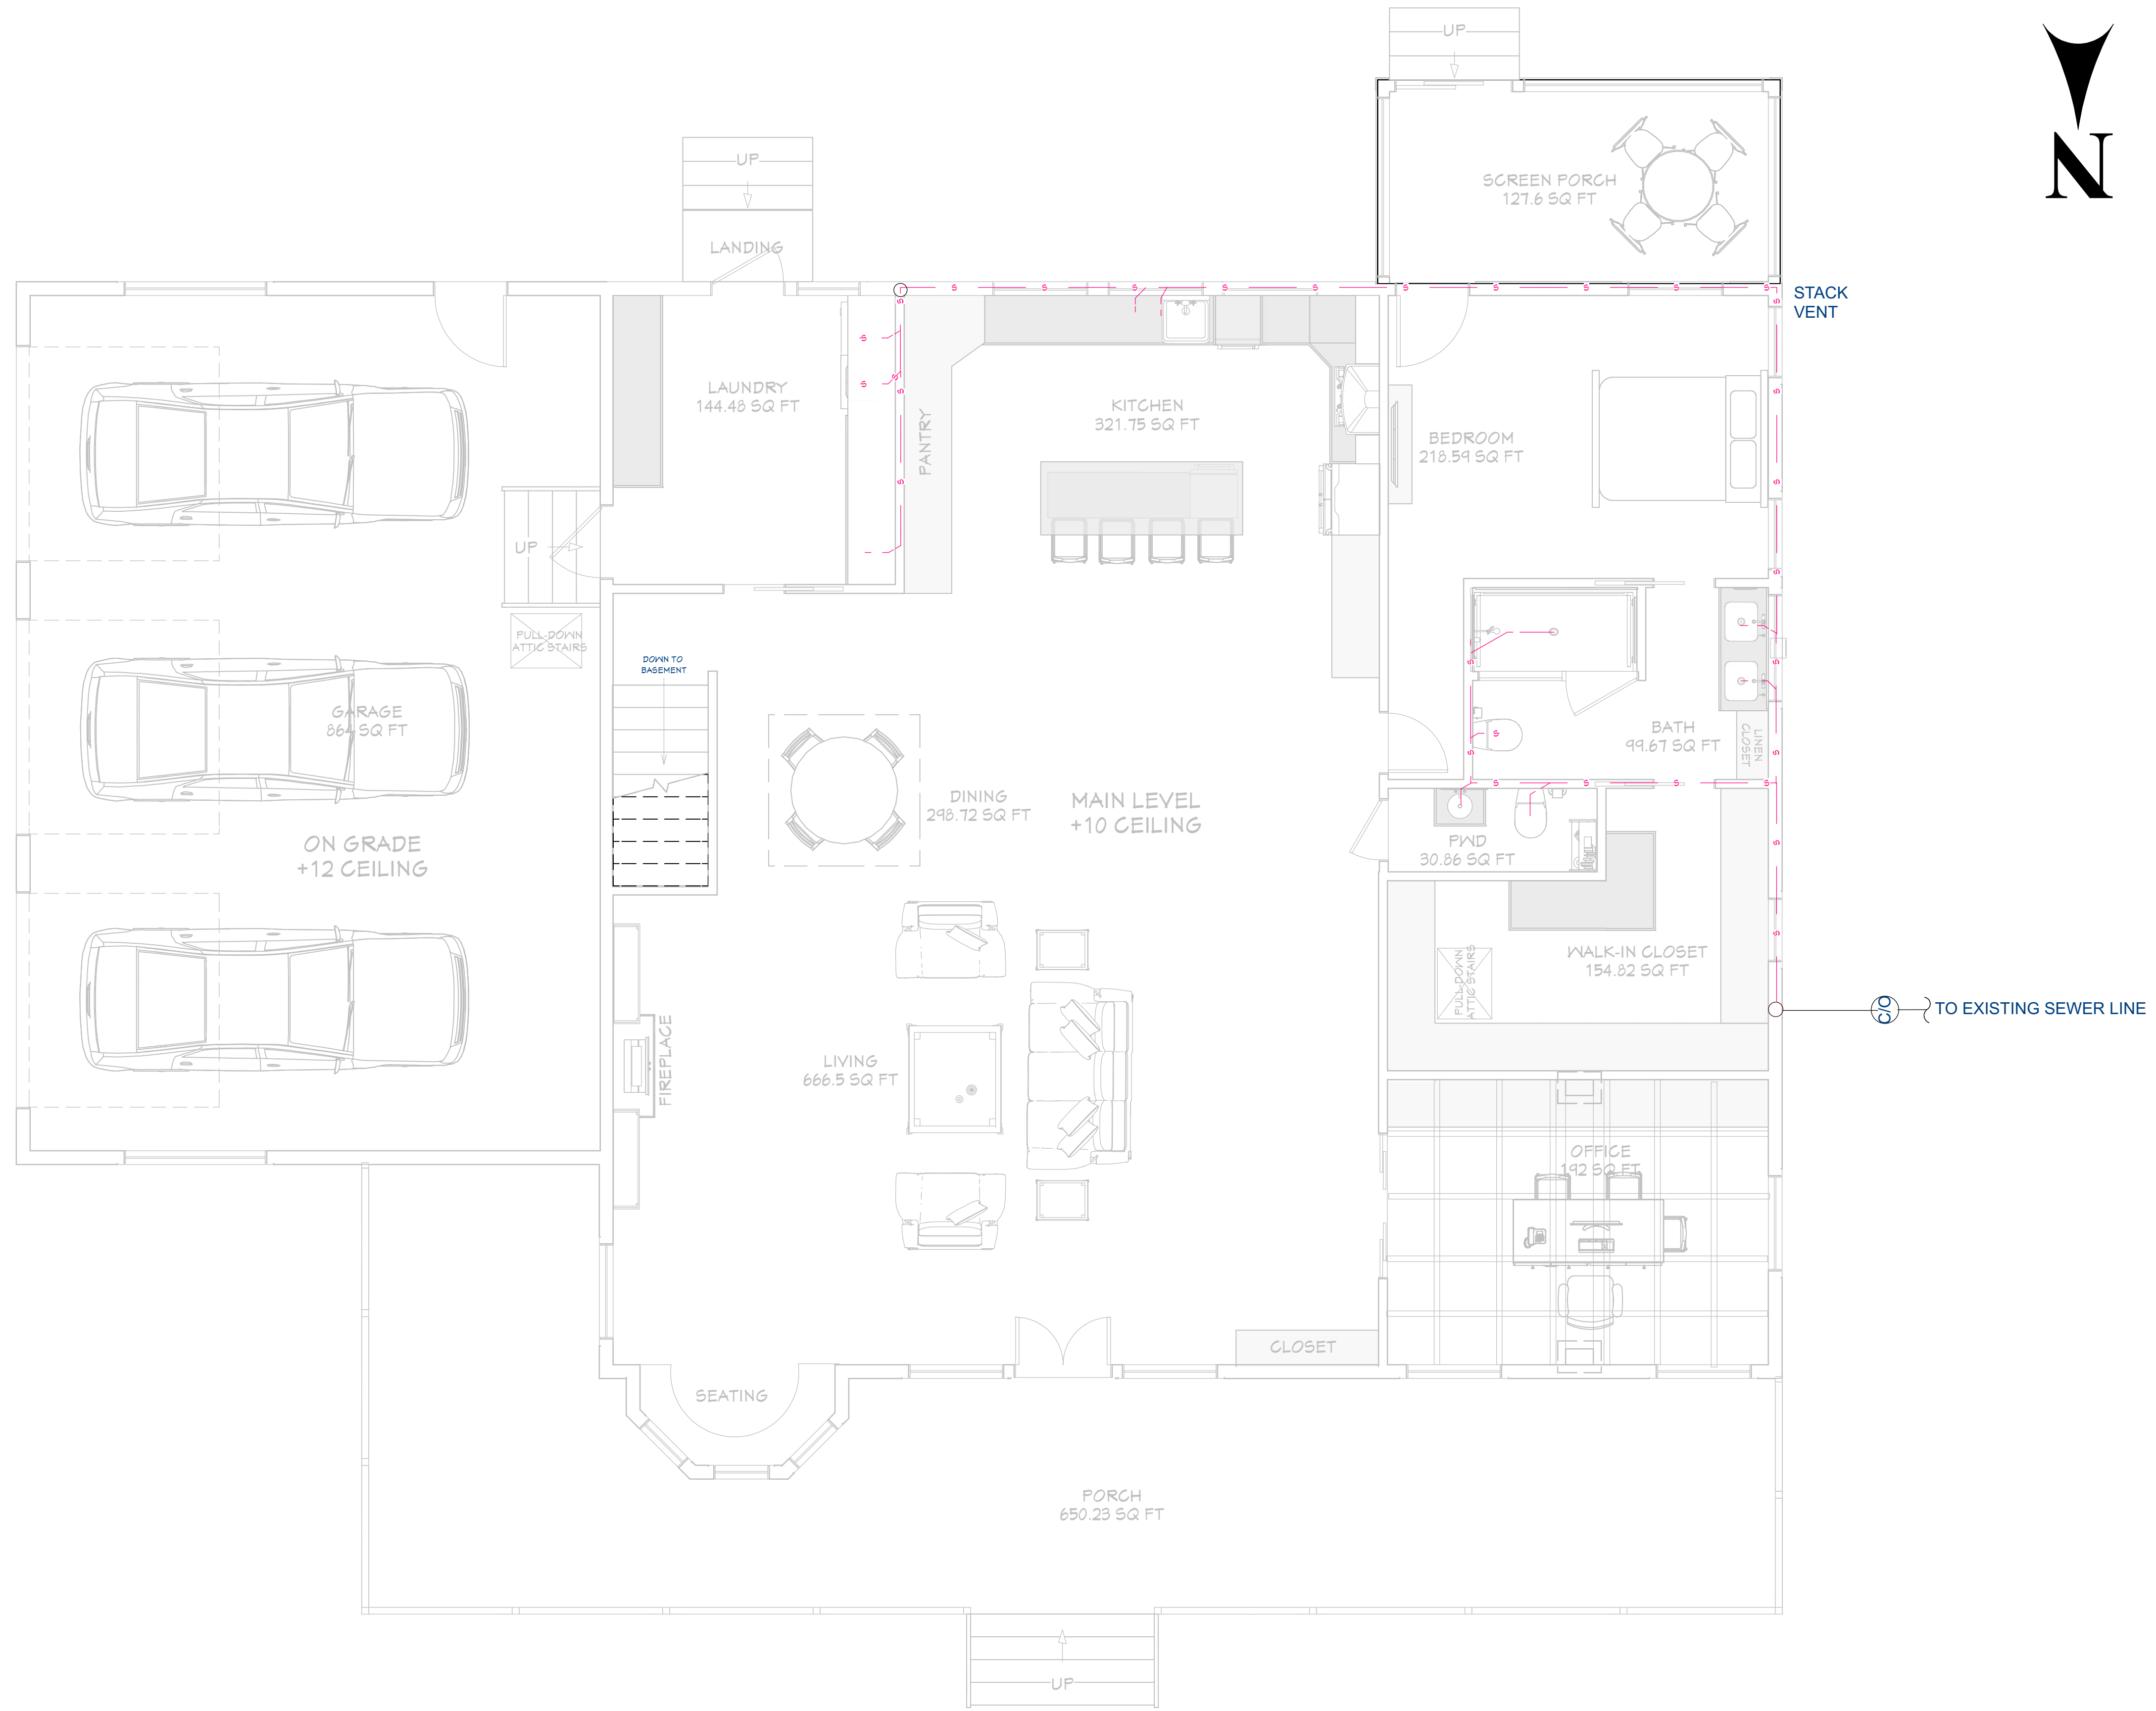 UP
N
UP
SCREEN PORCH
127.6 SQ FT
LANDING
S S S S S S S S S S
STACK
VENT
S
S
S
LAUNDRY
144.48 SQ FT
S
S
S
S
PANTRY
KITCHEN
321.75 SQ FT
BEDROOM
218.59 SQ FT
S
S
S
UP
S
PULL-DOWN
ATTIC STAIRS
DOWN TO
BASEMENT
S
S
GARAGE
864 SQ FT
BATH
99.67 SQ FT
LINEN
CLOSET
S
S
S
S S S S
DINING
298.72 SQ FT
MAIN LEVEL
+10 CEILING
ON GRADE
+12 CEILING
PWD
30.86 SQ FT
S
S
WALK-IN CLOSET
154.82 SQ FT
PULL-DOWN
ATTIC STAIRS
C/O
TO EXISTING SEWER LINE
FIREPLACE
LIVING
666.5 SQ FT
OFFICE
192 SQ FT
CLOSET
SEATING
PORCH
650.23 SQ FT
UP